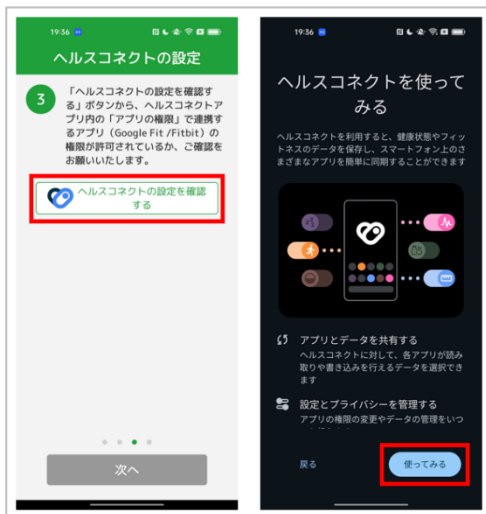 19:36
ヘルスコネクトの設定
3
「ヘルスコネクトの設定を確認す
る」ボタンから、ヘルスコネクトア
プリ内の「アプリの権限」で連携す
るアプリ（Google Fit /Fitbit）の
権限が許可されているか、ご確認を
お願いいたします。
ヘルスコネクトの設定を確認
する
次へ
19:36
ヘルスコネクトを使って
みる
ヘルスコネクトを利用すると、健康状態やフィッ
トネスのデータを保存し、スマートフォン上のさ
まざまなアプリを簡単に同期することができます
アプリとデータを共有する
ヘルスコネクトに対して、各アプリが読み
取りや書き込みを行えるデータを選択でき
ます
設定とプライバシーを管理する
アプリの権限の変更やデータの管理をいつ
戻る
使ってみる